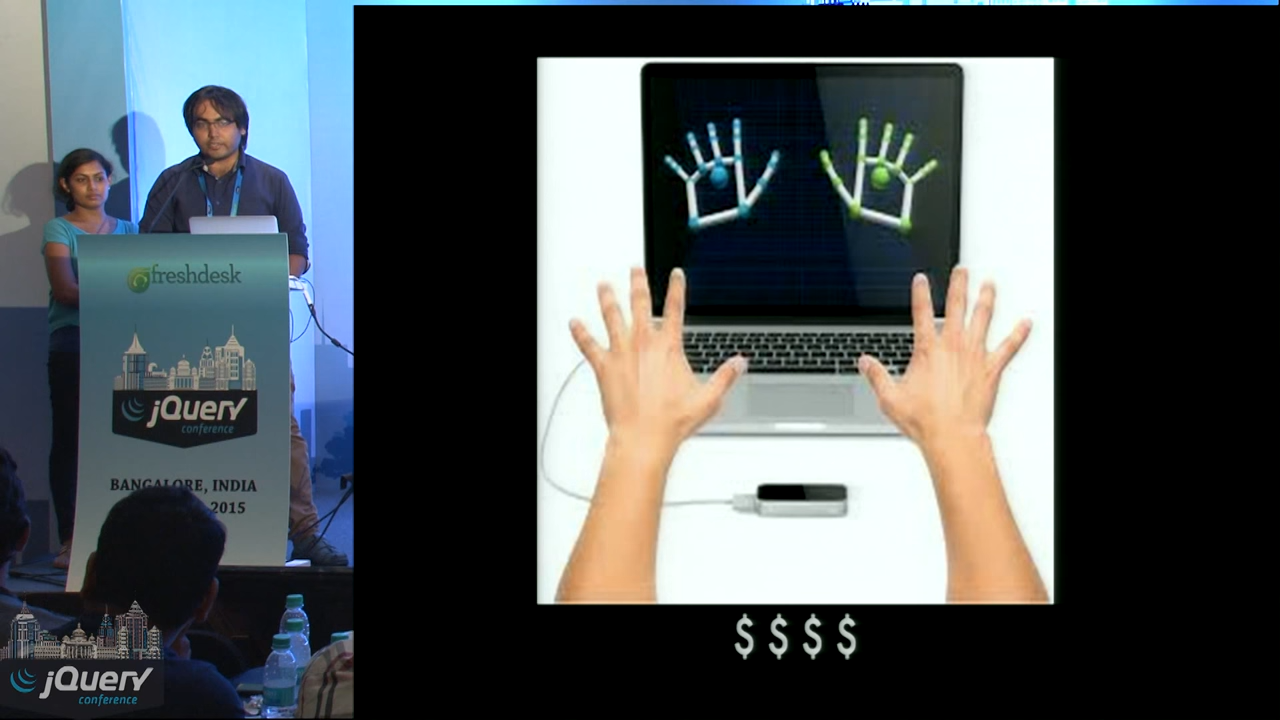 freshdesk
jQuery
conference
BANGALORE, INDIA
2015
$ $ $ $
jQuery
conference